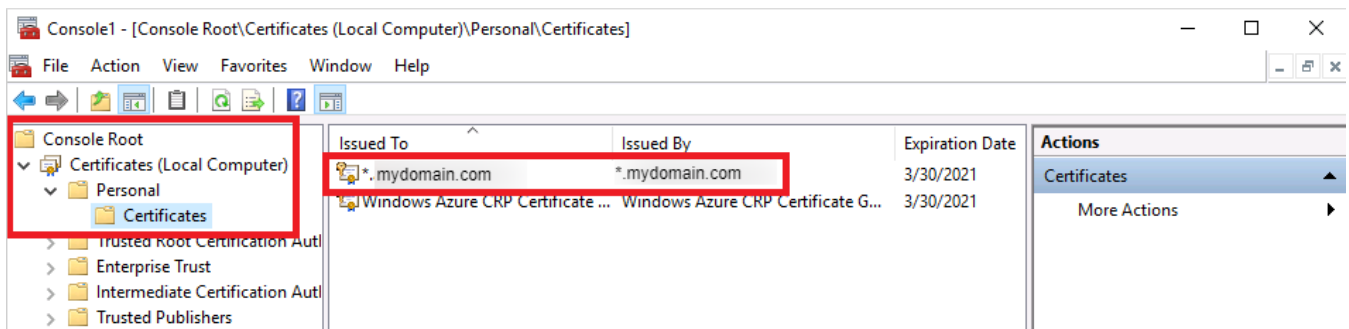 Console1 - [Console Root\Certificates (Local Computer)\Personal\Certificates]
File Action View Favorites Window Help
Console Root
Certificates (Local Computer)
Personal
Certificates
Trusted Root Certification Autl
Enterprise Trust
Intermediate Certification Autl
Trusted Publishers
Issued To Issued By Expiration Date
*. mydomain.com *.mydomain.com 3/30/2021
Windows Azure CRP Certificate ... Windows Azure CRP Certificate G... 3/30/2021
Actions
Certificates
More Actions